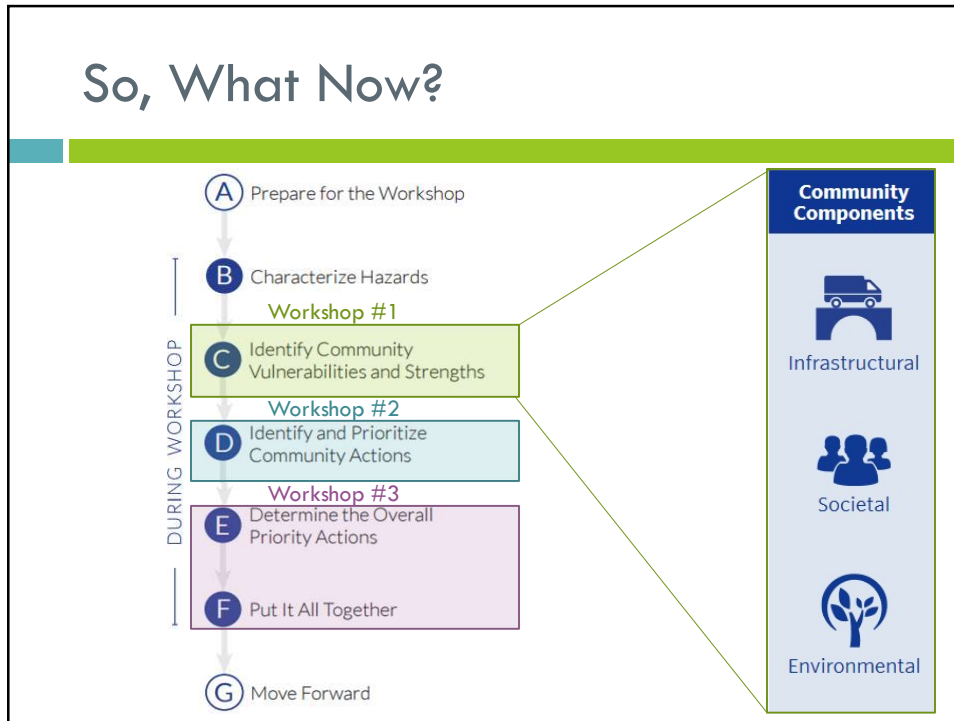 So, What Now?
A Prepare for the Workshop
B Characterize Hazards
Workshop #1
C Identify Community
Vulnerabilities and Strengths
Workshop #2
D Identify and Prioritize
Community Actions
Workshop #3
E Determine the Overall
Priority Actions
F Put It All Together
G Move Forward
DURING WORKSHOP
Community
Components
Infrastructural
Societal
Environmental